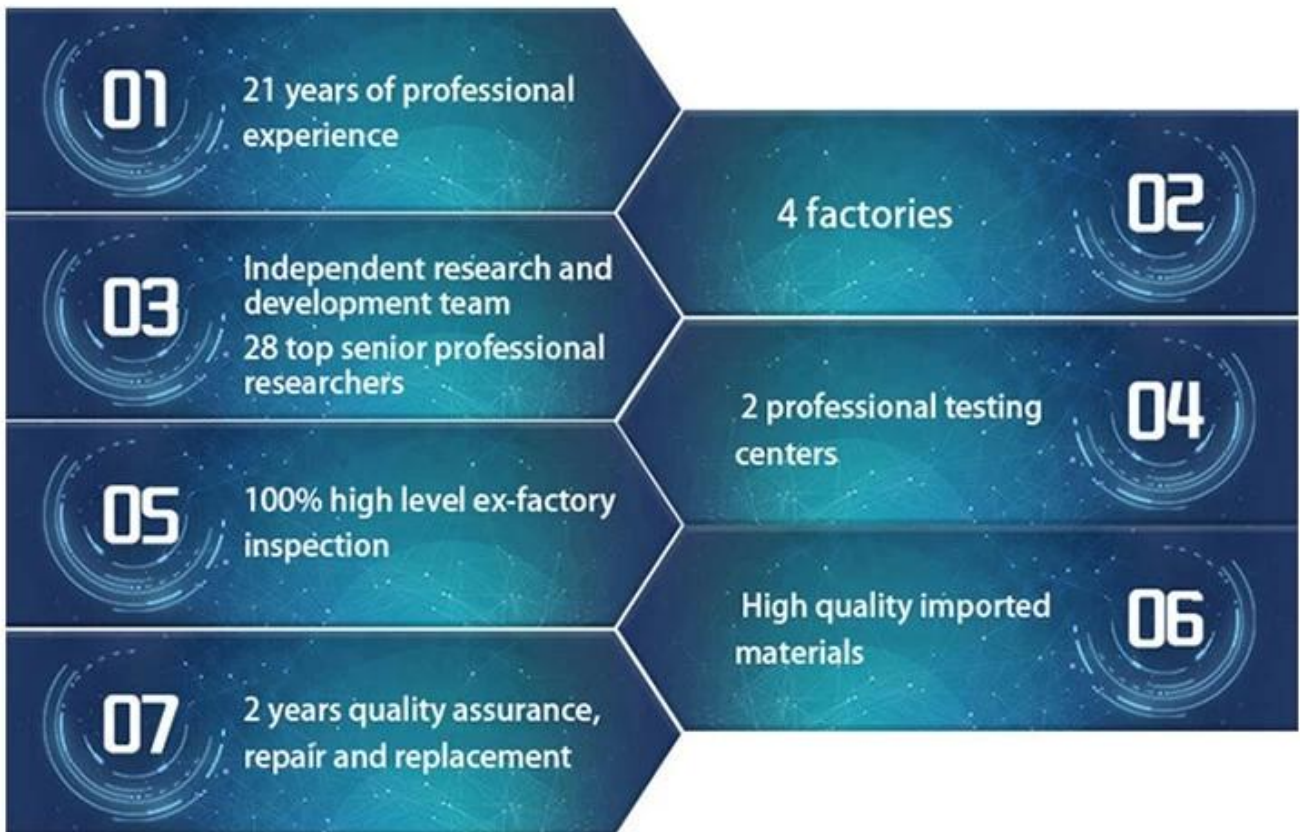 01
21 years of professional
experience
02
4 factories
03
Independent research and
development team
28 top senior professional
researchers
04
2 professional testing
centers
05
100% high level ex-factory
inspection
06
High quality imported
materials
07
2 years quality assurance,
repair and replacement